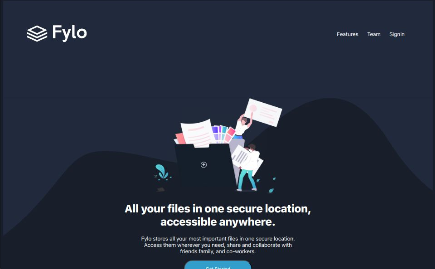 Fylo
Features Team Signin
All your files in one secure location,
accessible anywhere.
Fylo stores all your most important files in one secure location.
Access them wherever you need, share and collaborate with
friends family, and co-workers.
Get Started